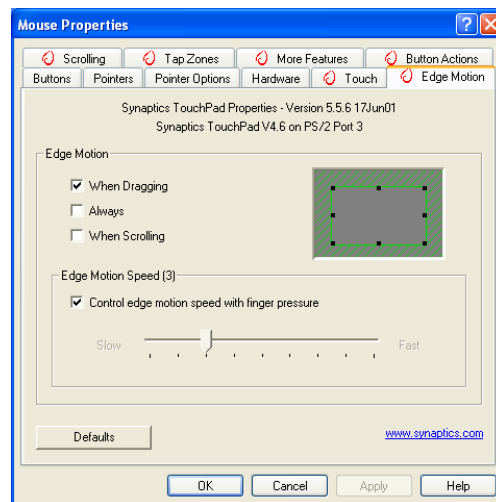 Mouse Properties
Scrolling Tap Zones More Features Button Actions
Buttons Pointers Pointer Options Hardware Touch Edge Motion
Synaptics TouchPad Properties - Version 5.5.6 17Jun01
Synaptics TouchPad V4.6 on PS/2 Port 3
Edge Motion
When Dragging
Always
When Scrolling
Edge Motion Speed (3)
Control edge motion speed with finger pressure
Slow Fast
Defaults www.synaptics.com
OK Cancel Apply Help